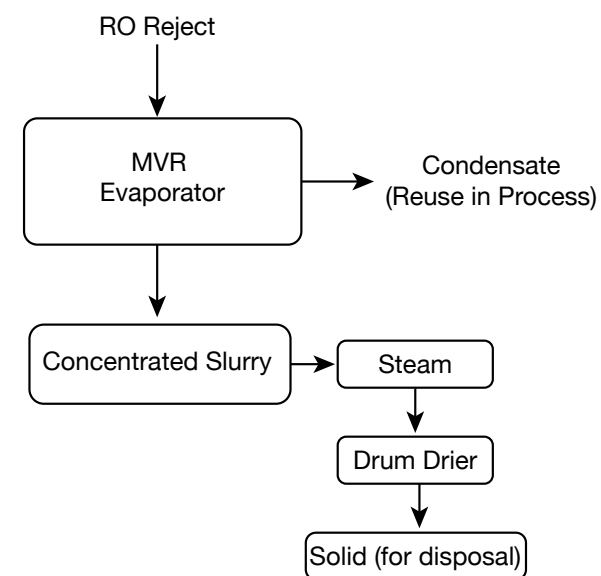 RO Reject
MVR
Evaporator
Condensate
(Reuse in Process)
Concentrated Slurry
Steam
Drum Drier
Solid (for disposal)